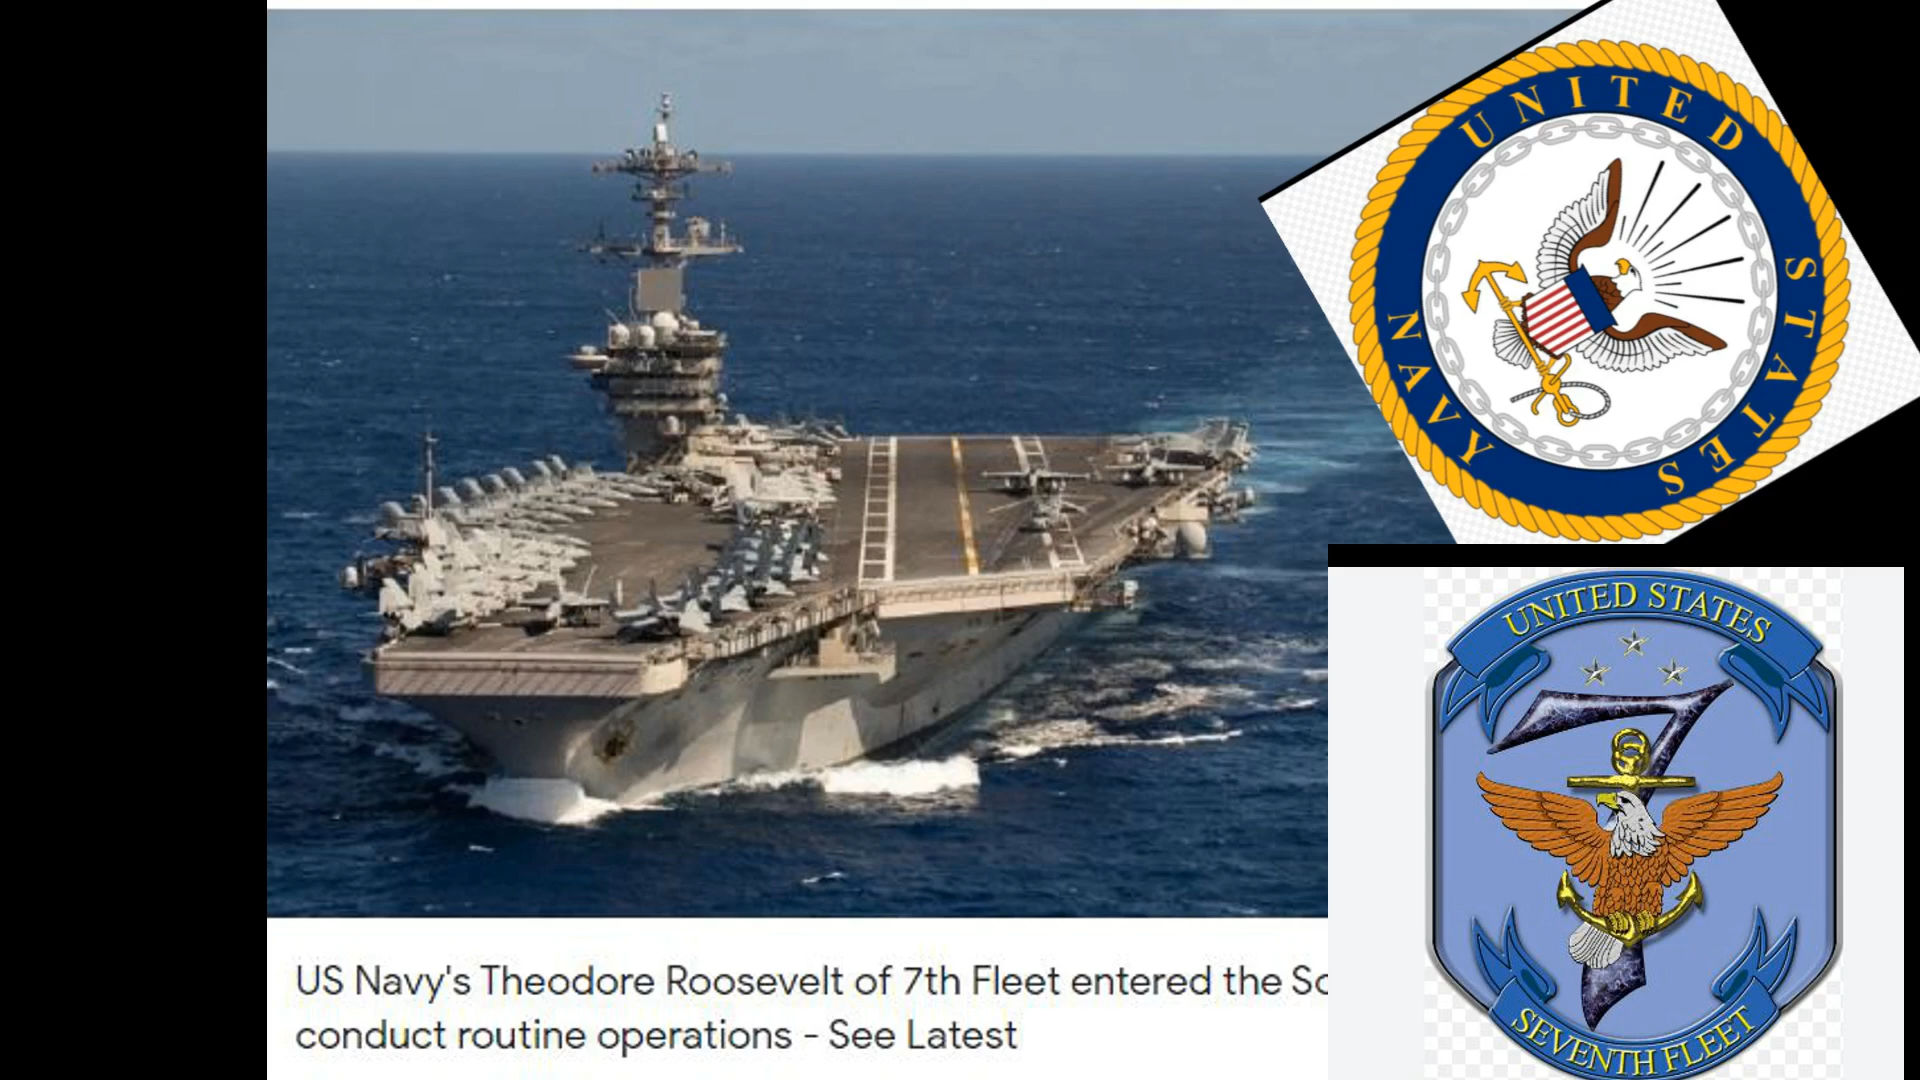 UNITED STATES NAVY
UNITED STATES
7
SEVENTH FLEET
US Navy's Theodore Roosevelt of 7th Fleet entered the
conduct routine operations - See Latest